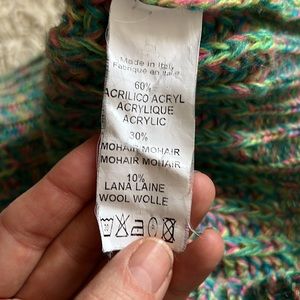 Made in Italy
Fabriqué en Italie
60%
ACRILICO ACRYL
ACRYLIQUE
ACRYLIC
30%
MOHAIR MOHAIR
MOHAIR MOHAIR
10%
LANA LAINE
WOOL WOLLE
30